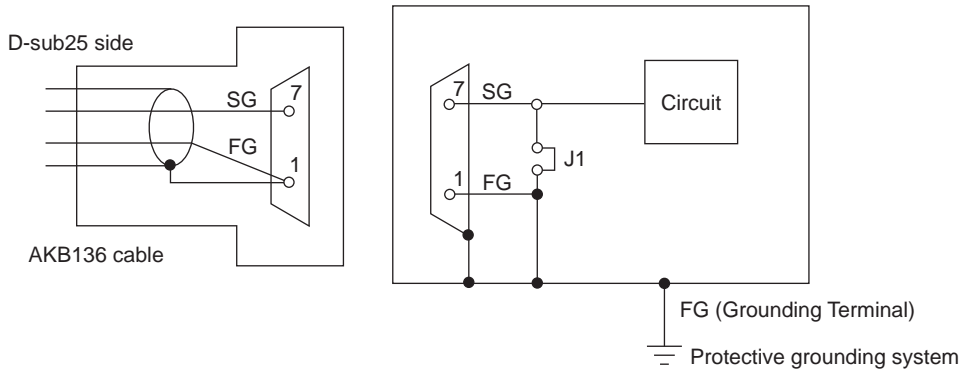 D-sub25 side
SG
7
FG
1
AKB136 cable
7
SG
Circuit
J1
1
FG
FG (Grounding Terminal)
Protective grounding system